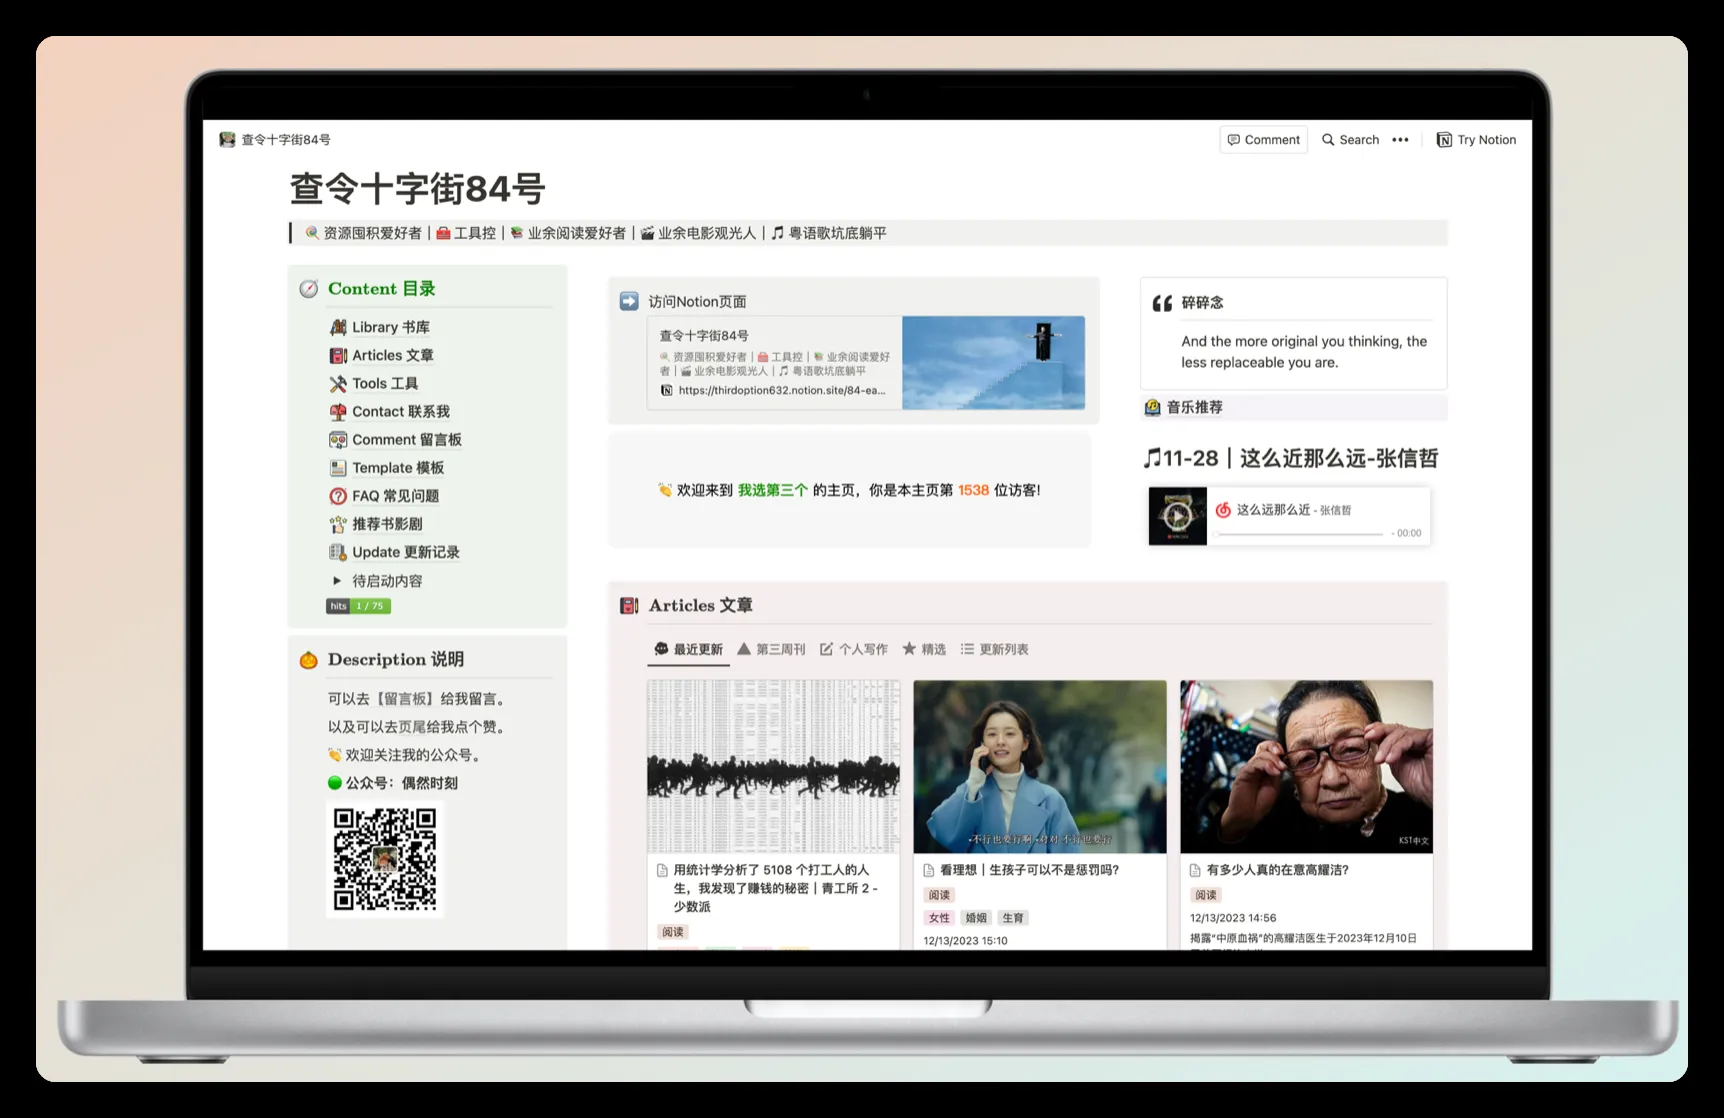 查令十字街84号
Comment
Search
•••
Try Notion
查令十字街84号
资源囤积爱好者 | 工具控 | 业余阅读爱好者 | 业余电影观光人 | 粤语歌坑底躺平
Content 目录
Library 书库
Articles 文章
Tools 工具
Contact 联系我
Comment 留言板
Template 模板
FAQ 常见问题
推荐书影剧
Update 更新记录
待启动内容
hits 1 / 75
Description 说明
可以去【留言板】给我留言。
以及可以去页尾给我点个赞。
欢迎关注我的公众号。
公众号：偶然时刻
访问Notion页面
查令十字街84号
资源囤积爱好者 | 工具控 | 业余阅读爱好
者 | 业余电影观光人 | 粤语歌坑底躺平
https://thirdoption632.notion.site/84-ea...
欢迎来到 我选第三个 的主页，你是本主页第 1538 位访客!
碎碎念
And the more original you thinking, the
less replaceable you are.
音乐推荐
11-28 | 这么近那么远-张信哲
这么远那么近 - 张信哲
- 00:00
Articles 文章
最近更新
第三周刊
个人写作
精选
更新列表
用统计学分析了 5108 个打工人的人
生，我发现了赚钱的秘密 | 青工所 2 -
少数派
阅读
-不行也要行啊 -对对 不行也要行
看理想 | 生孩子可以不是惩罚吗?
阅读
女性 婚姻 生育
12/13/2023 15:10
KST中文
有多少人真的在意高耀洁?
阅读
12/13/2023 14:56
揭露“中原血祸”的高耀洁医生于2023年12月10日